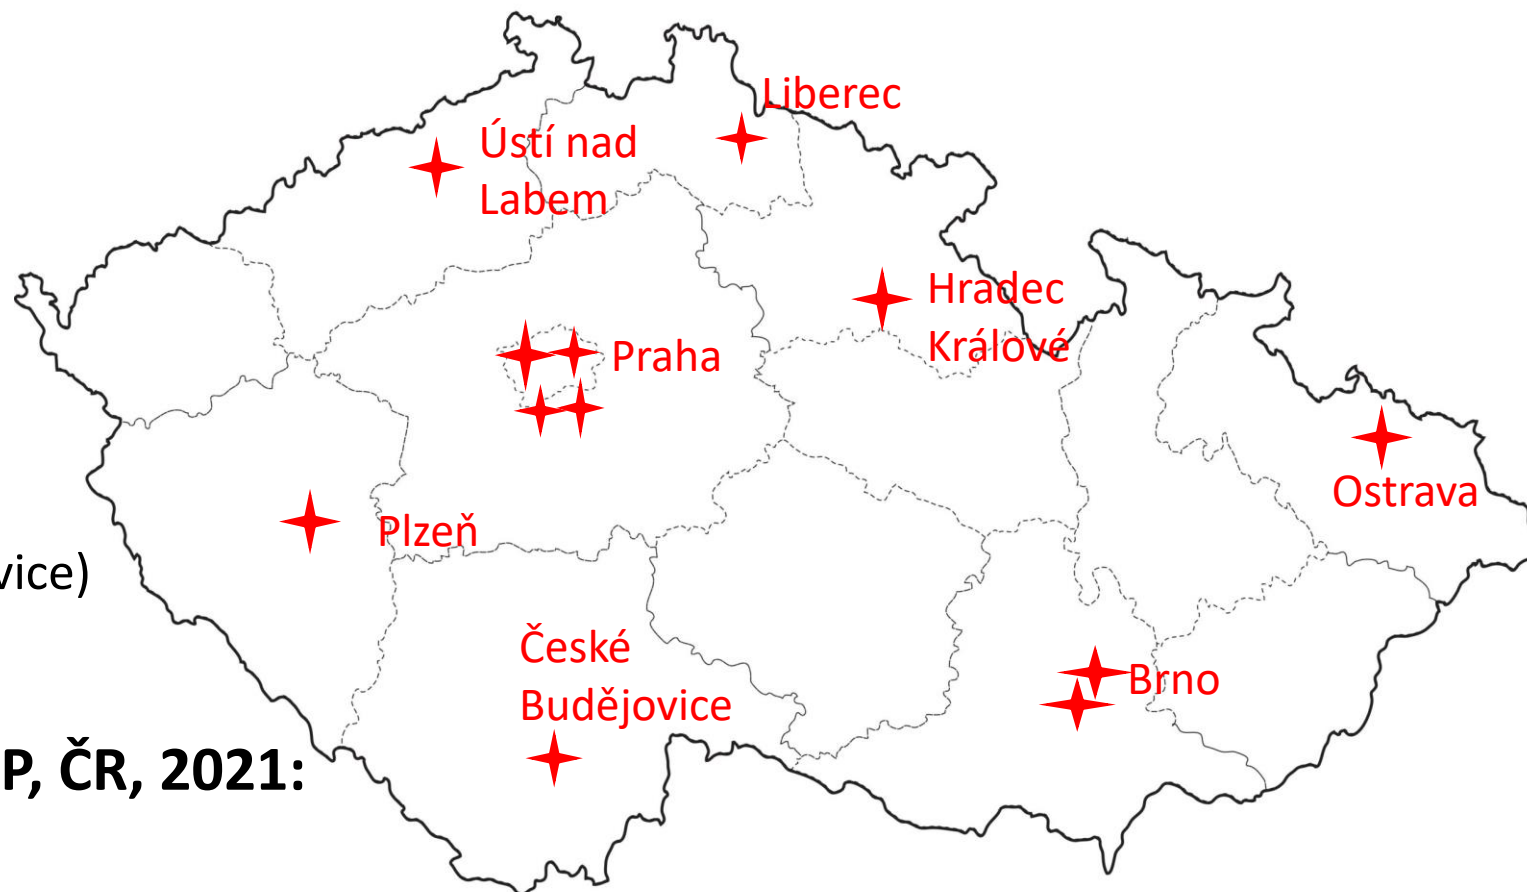 Liberec
Ústí nad
Labem
Hradec
Králové
Praha
Ostrava
Plzeň
vice)
České
Budějovice
Brno
P, ČR, 2021: